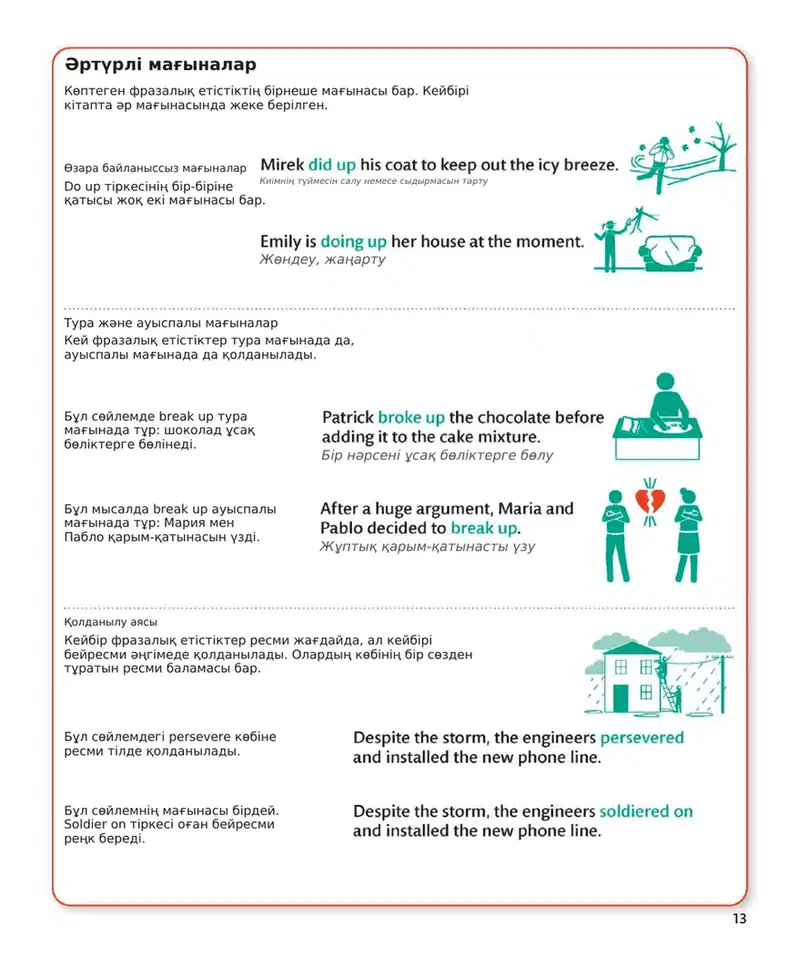 Әртүрлі мағыналар
Көптеген фразалық етістіктің бірнеше мағынасы бар. Кейбірі
кітапта әр мағынасында жеке берілген.
Өзара байланыссыз мағыналар
Do up тіркесінің бір-біріне
қатысы жоқ екі мағынасы бар.
Mirek did up his coat to keep out the icy breeze.
Киімнің түймесін салу немесе сыдырмасын тарту
Emily is doing up her house at the moment.
Жөндеу, жаңарту
Тура және ауыспалы мағыналар
Кей фразалық етістіктер тура мағынада да,
ауыспалы мағынада да қолданылады.
Бұл сөйлемде break up тура
мағынада тұр: шоколад ұсақ
бөліктерге бөлінеді.
Patrick broke up the chocolate before
adding it to the cake mixture.
Бір нәрсені ұсақ бөліктерге бөлу
Бұл мысалда break up ауыспалы
мағынада тұр: Мария мен
Пабло қарым-қатынасын үзді.
After a huge argument, Maria and
Pablo decided to break up.
Жұптық қарым-қатынасты үзу
Қолданылу аясы
Кейбір фразалық етістіктер ресми жағдайда, ал кейбірі
бейресми әңгімеде қолданылады. Олардың көбінің бір сөзден
тұратын ресми баламасы бар.
Бұл сөйлемдегі persevere көбіне
ресми тілде қолданылады.
Despite the storm, the engineers persevered
and installed the new phone line.
Бұл сөйлемнің мағынасы бірдей.
Soldier on тіркесі оған бейресми
реңк береді.
Despite the storm, the engineers soldiered on
and installed the new phone line.
13